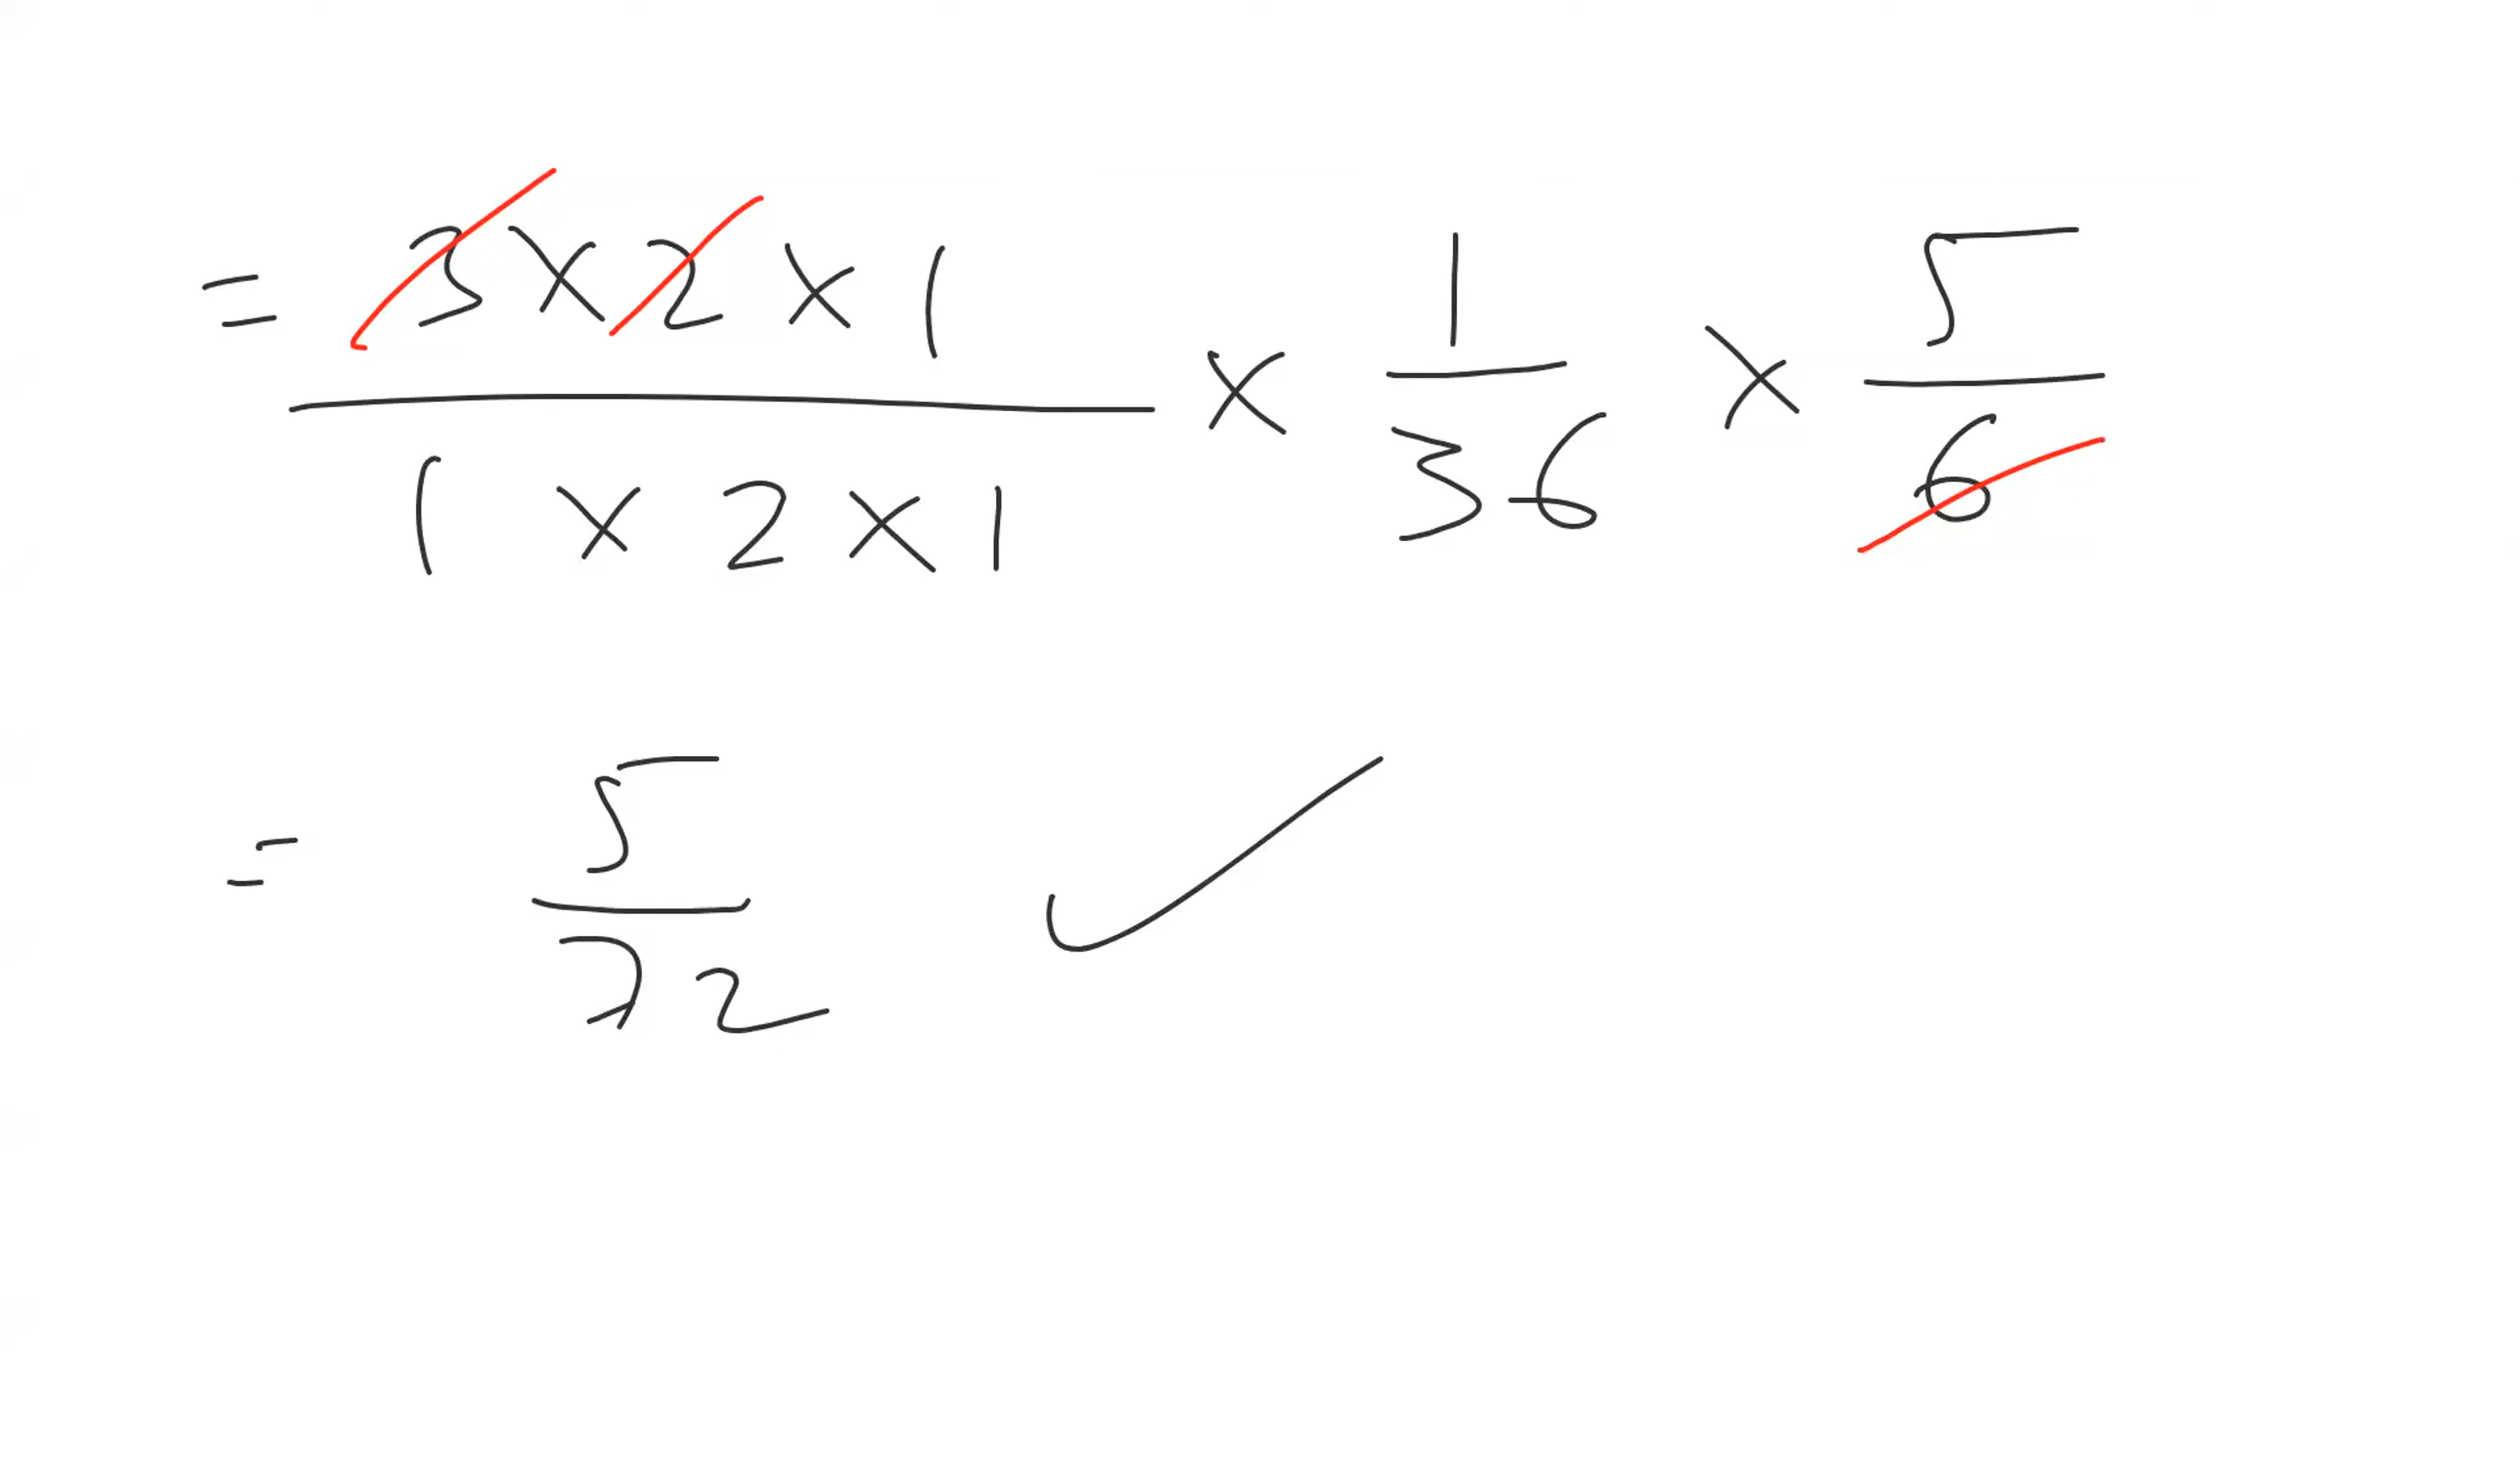 = 3 x 2 x 1 / 1 x 2 x 1 x 1 / 36 x 5 / 6
= 5 / 72 ✓